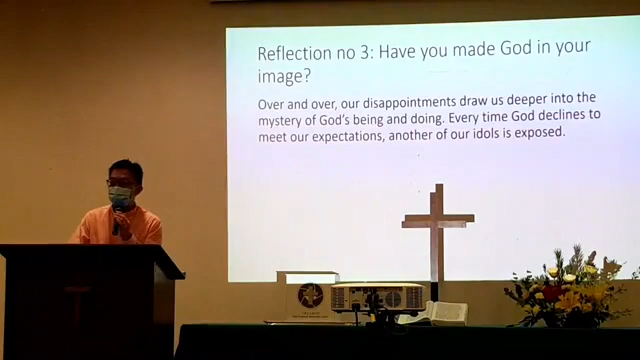 Reflection no 3: Have you made God in your
image?
Over and over, our disappointments draw us deeper into the
mystery of God's being and doing. Every time God declines to
meet our expectations, another of our idols is exposed.